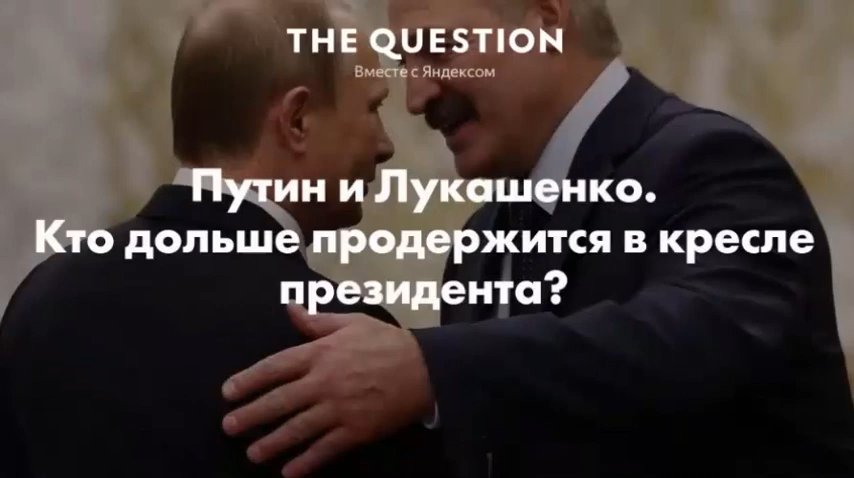 THE QUESTION
Вместе с Яндексом
Путин и Лукашенко.
Кто дольше продержится в кресле
президента?